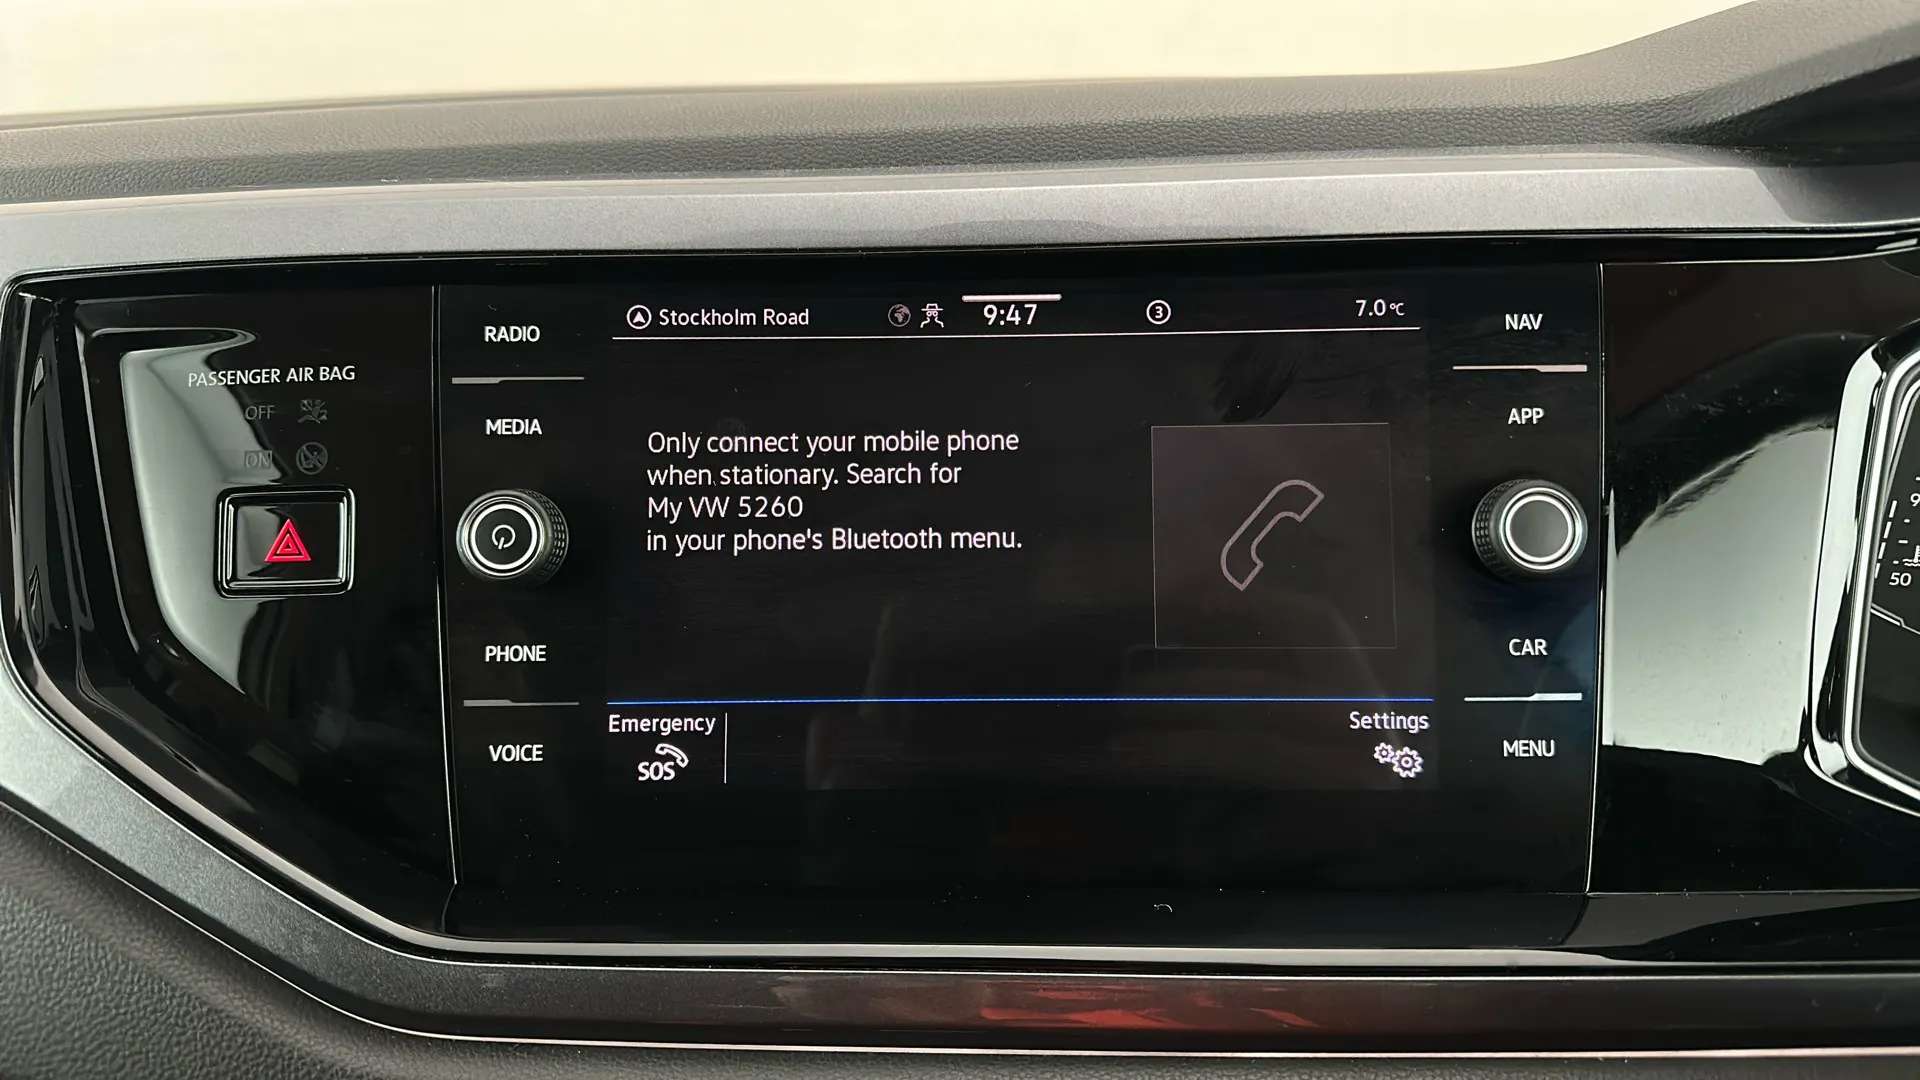 PASSENGER AIR BAG
OFF
ON
RADIO
MEDIA
PHONE
VOICE
Stockholm Road
9:47
3
7.0°C
Only connect your mobile phone
when stationary. Search for
My VW 5260
in your phone's Bluetooth menu.
Emergency
SOS
Settings
NAV
APP
CAR
MENU
50